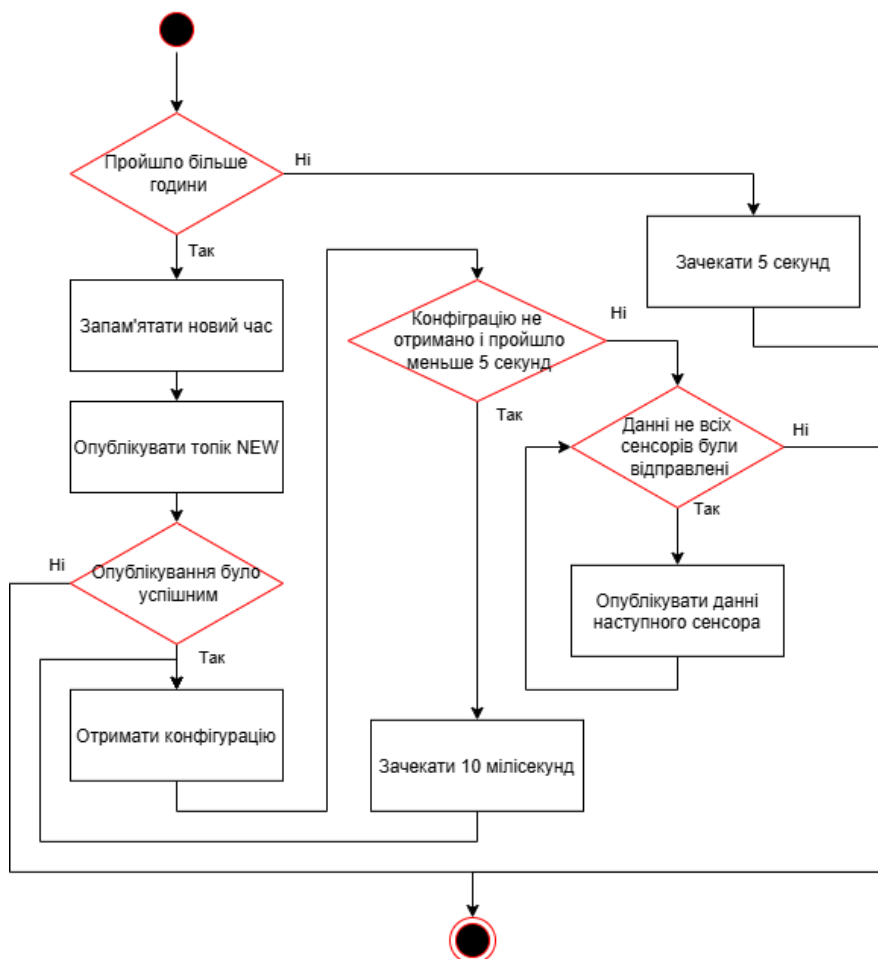 Пройшло більше
години
Ні
Так
Зачекати 5 секунд
Запам'ятати новий час
Конфіграцію не
отримано і пройшло
меньше 5 секунд
Ні
Так
Опублікувати топік NEW
Данні не всіх
сенсорів були
відправлені
Ні
Так
Опублікування було
успішним
Ні
Так
Опублікувати данні
наступного сенсора
Отримати конфігурацію
Зачекати 10 мілісекунд